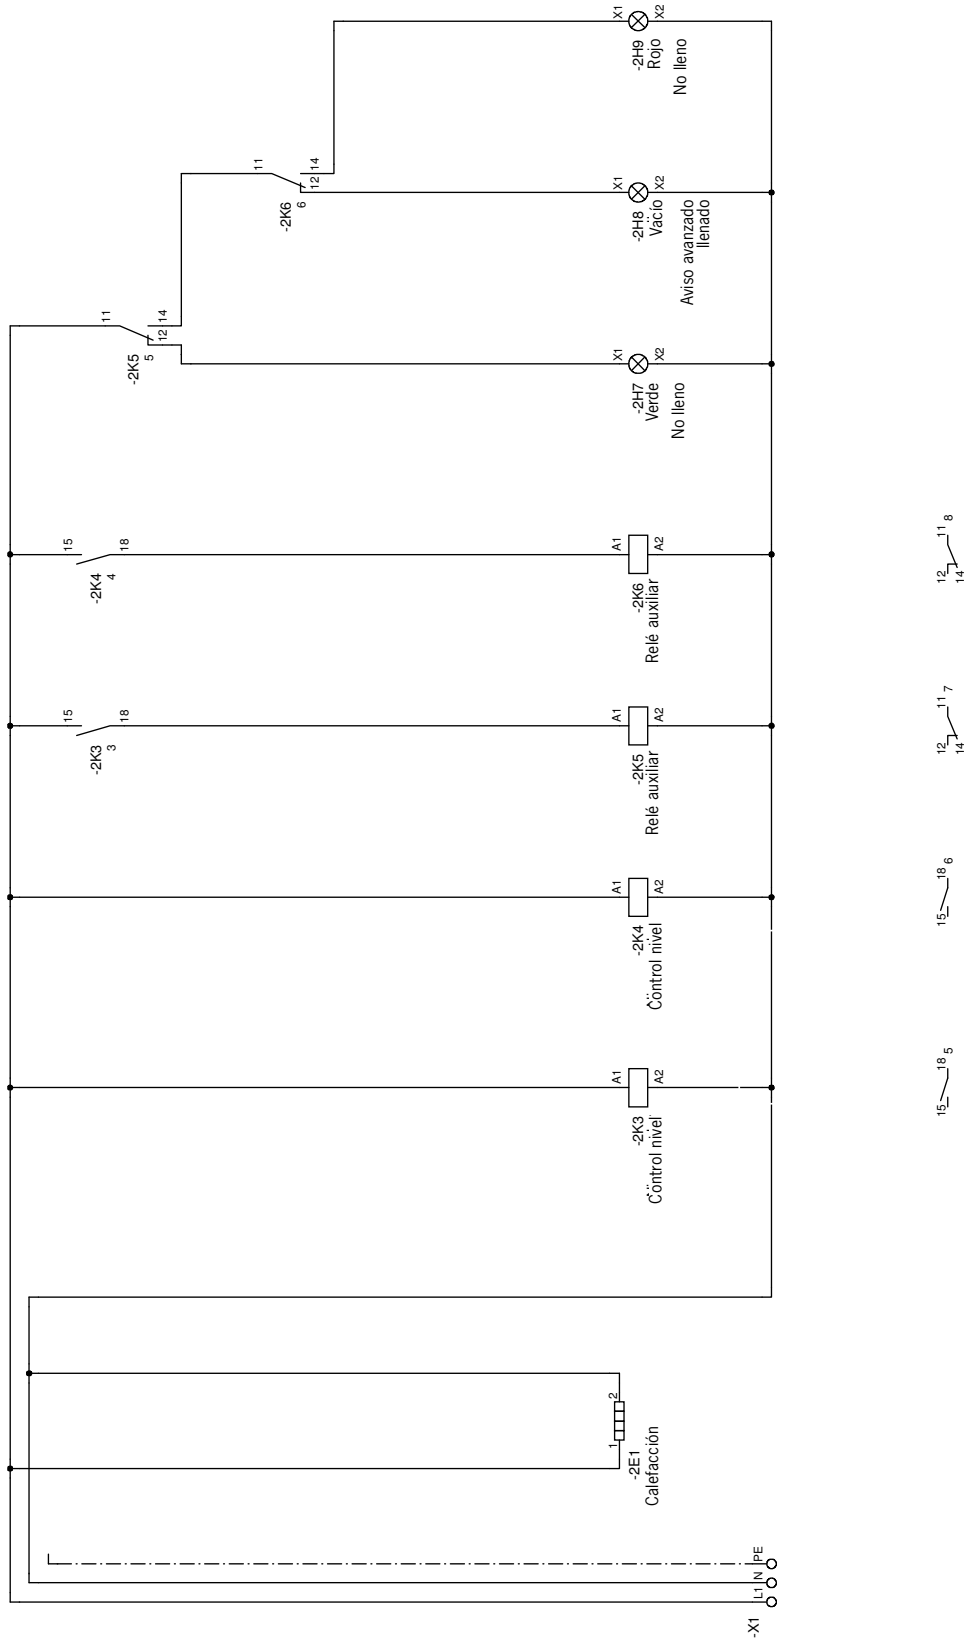 -X1
L1
N
PE
-2E1
Calefacción
1
2
-2K3
Control nivel
A1
A2
15
18
5
-2K4
Control nivel
A1
A2
15
18
6
-2K3
3
15
18
-2K5
Relé auxiliar
A1
A2
12
14
11
7
-2K4
4
15
18
-2K6
Relé auxiliar
A1
A2
12
14
11
8
-2K5
5
11
12
14
-2H7
Verde
No lleno
X1
X2
-2K6
6
11
12
14
-2H8
Vacío
Aviso avanzado
llenado
X1
X2
-2H9
Rojo
No lleno
X1
X2